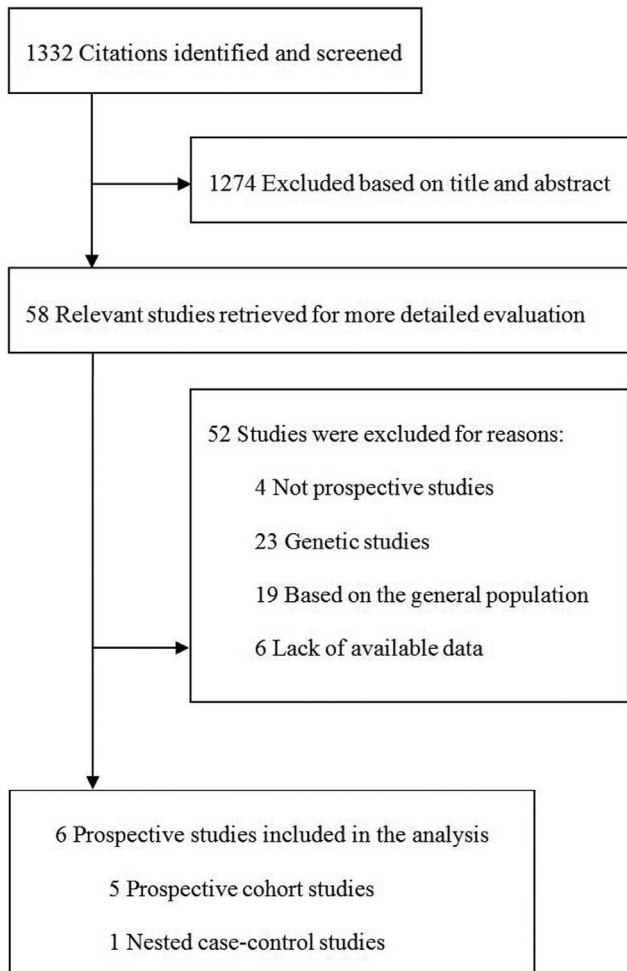 1332 Citations identified and screened
1274 Excluded based on title and abstract
58 Relevant studies retrieved for more detailed evaluation
52 Studies were excluded for reasons:
4 Not prospective studies
23 Genetic studies
19 Based on the general population
6 Lack of available data
6 Prospective studies included in the analysis
5 Prospective cohort studies
1 Nested case-control studies